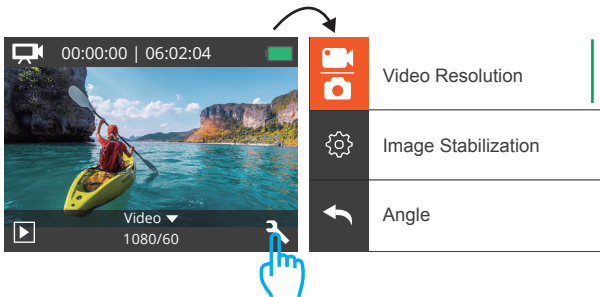 00:00:00 | 06:02:04
Video
1080/60
Video Resolution
Image Stabilization
Angle